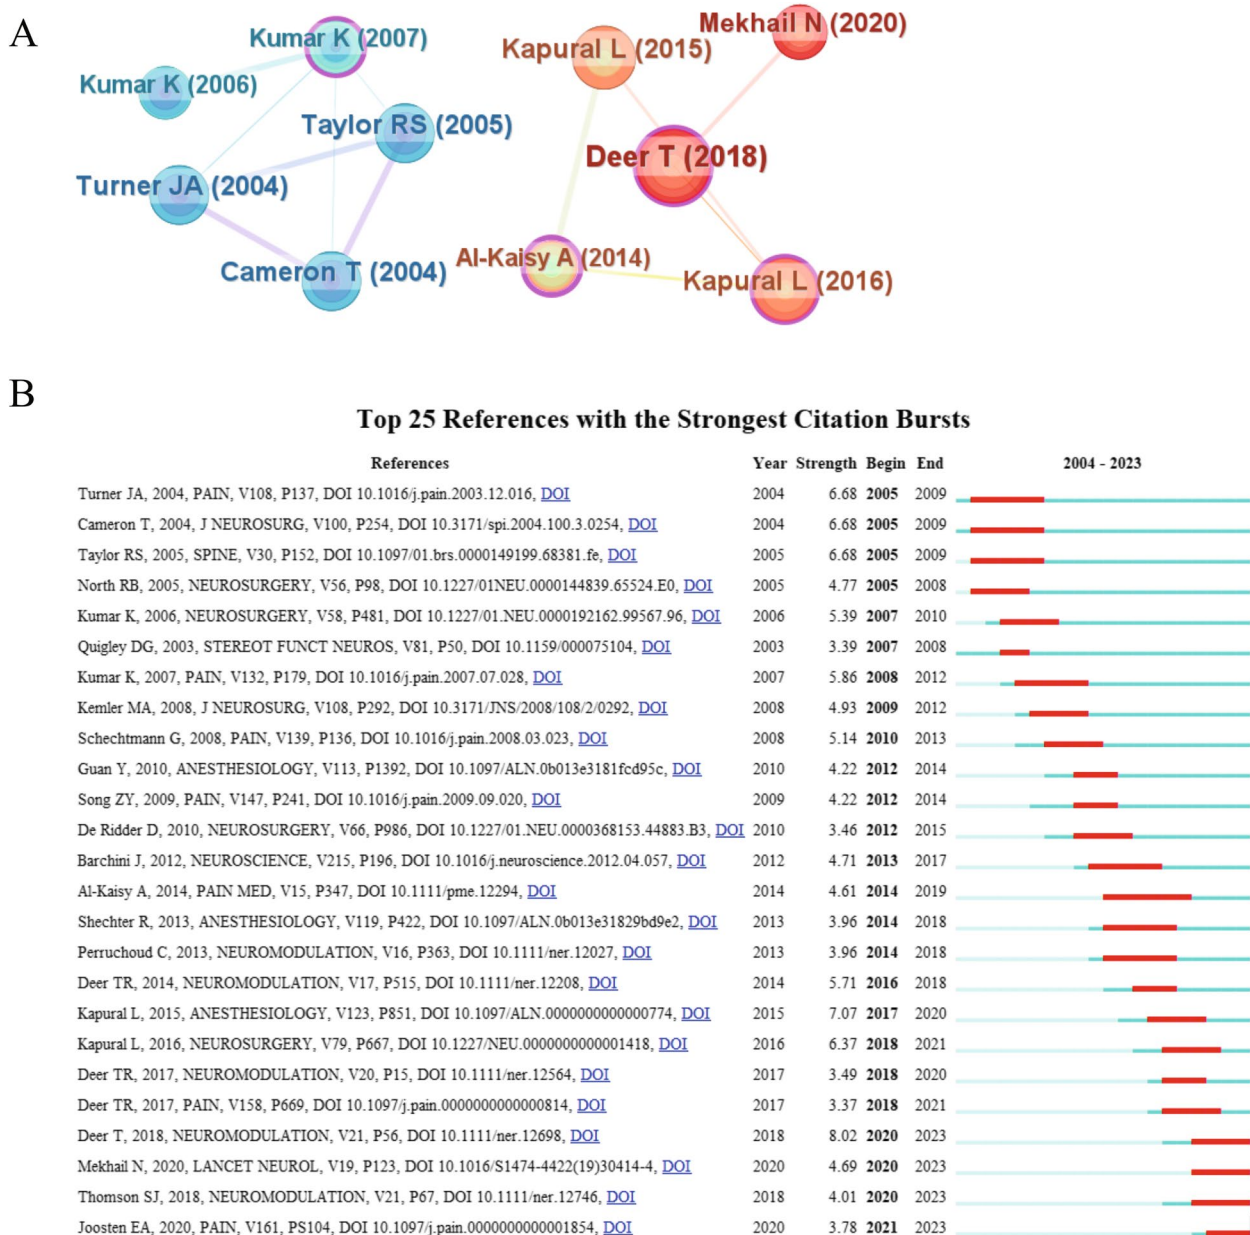 A
Kumar K (2007)
Kumar K (2006)
Taylor RS (2005)
Turner JA (2004)
Cameron T (2004)
Kapural L (2015)
Mekhail N (2020)
Deer T (2018)
Al-Kaisy A (2014)
Kapural L (2016)
B
Top 25 References with the Strongest Citation Bursts
References Year Strength Begin End 2004 - 2023
Turner JA, 2004, PAIN, V108, P137, DOI 10.1016/j.pain.2003.12.016, DOI 2004 6.68 2005 2009
Cameron T, 2004, J NEUROSURG, V100, P254, DOI 10.3171/spi.2004.100.3.0254, DOI 2004 6.68 2005 2009
Taylor RS, 2005, SPINE, V30, P152, DOI 10.1097/01.brs.0000149199.68381.fe, DOI 2005 6.68 2005 2009
North RB, 2005, NEUROSURGERY, V56, P98, DOI 10.1227/01NEU.0000144839.65524.E0, DOI 2005 4.77 2005 2008
Kumar K, 2006, NEUROSURGERY, V58, P481, DOI 10.1227/01.NEU.0000192162.99567.96, DOI 2006 5.39 2007 2010
Quigley DG, 2003, STEREOT FUNCT NEUROS, V81, P50, DOI 10.1159/000075104, DOI 2003 3.39 2007 2008
Kumar K, 2007, PAIN, V132, P179, DOI 10.1016/j.pain.2007.07.028, DOI 2007 5.86 2008 2012
Kemler MA, 2008, J NEUROSURG, V108, P292, DOI 10.3171/JNS/2008/108/2/0292, DOI 2008 4.93 2009 2012
Schechtmann G, 2008, PAIN, V139, P136, DOI 10.1016/j.pain.2008.03.023, DOI 2008 5.14 2010 2013
Guan Y, 2010, ANESTHESIOLOGY, V113, P1392, DOI 10.1097/ALN.0b013e3181fcd95c, DOI 2010 4.22 2012 2014
Song ZY, 2009, PAIN, V147, P241, DOI 10.1016/j.pain.2009.09.020, DOI 2009 4.22 2012 2014
De Ridder D, 2010, NEUROSURGERY, V66, P986, DOI 10.1227/01.NEU.0000368153.44883.B3, DOI 2010 3.46 2012 2015
Barchini J, 2012, NEUROSCIENCE, V215, P196, DOI 10.1016/j.neuroscience.2012.04.057, DOI 2012 4.71 2013 2017
Al-Kaisy A, 2014, PAIN MED, V15, P347, DOI 10.1111/pme.12294, DOI 2014 4.61 2014 2019
Shechter R, 2013, ANESTHESIOLOGY, V119, P422, DOI 10.1097/ALN.0b013e31829bd9e2, DOI 2013 3.96 2014 2018
Perruchoud C, 2013, NEUROMODULATION, V16, P363, DOI 10.1111/ner.12027, DOI 2013 3.96 2014 2018
Deer TR, 2014, NEUROMODULATION, V17, P515, DOI 10.1111/ner.12208, DOI 2014 5.71 2016 2018
Kapural L, 2015, ANESTHESIOLOGY, V123, P851, DOI 10.1097/ALN.0000000000000774, DOI 2015 7.07 2017 2020
Kapural L, 2016, NEUROSURGERY, V79, P667, DOI 10.1227/NEU.0000000000001418, DOI 2016 6.37 2018 2021
Deer TR, 2017, NEUROMODULATION, V20, P15, DOI 10.1111/ner.12564, DOI 2017 3.49 2018 2020
Deer TR, 2017, PAIN, V158, P669, DOI 10.1097/j.pain.0000000000000814, DOI 2017 3.37 2018 2021
Deer T, 2018, NEUROMODULATION, V21, P56, DOI 10.1111/ner.12698, DOI 2018 8.02 2020 2023
Mekhail N, 2020, LANCET NEUROL, V19, P123, DOI 10.1016/S1474-4422(19)30414-4, DOI 2020 4.69 2020 2023
Thomson SJ, 2018, NEUROMODULATION, V21, P67, DOI 10.1111/ner.12746, DOI 2018 4.01 2020 2023
Joosten EA, 2020, PAIN, V161, PS104, DOI 10.1097/j.pain.0000000000001854, DOI 2020 3.78 2021 2023